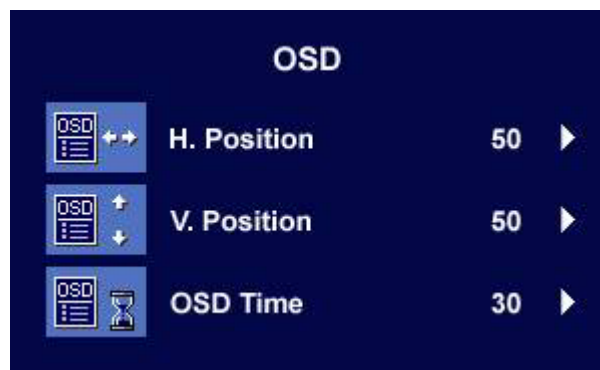 OSD
OSD H. Position 50
OSD V. Position 50
OSD OSD Time 30